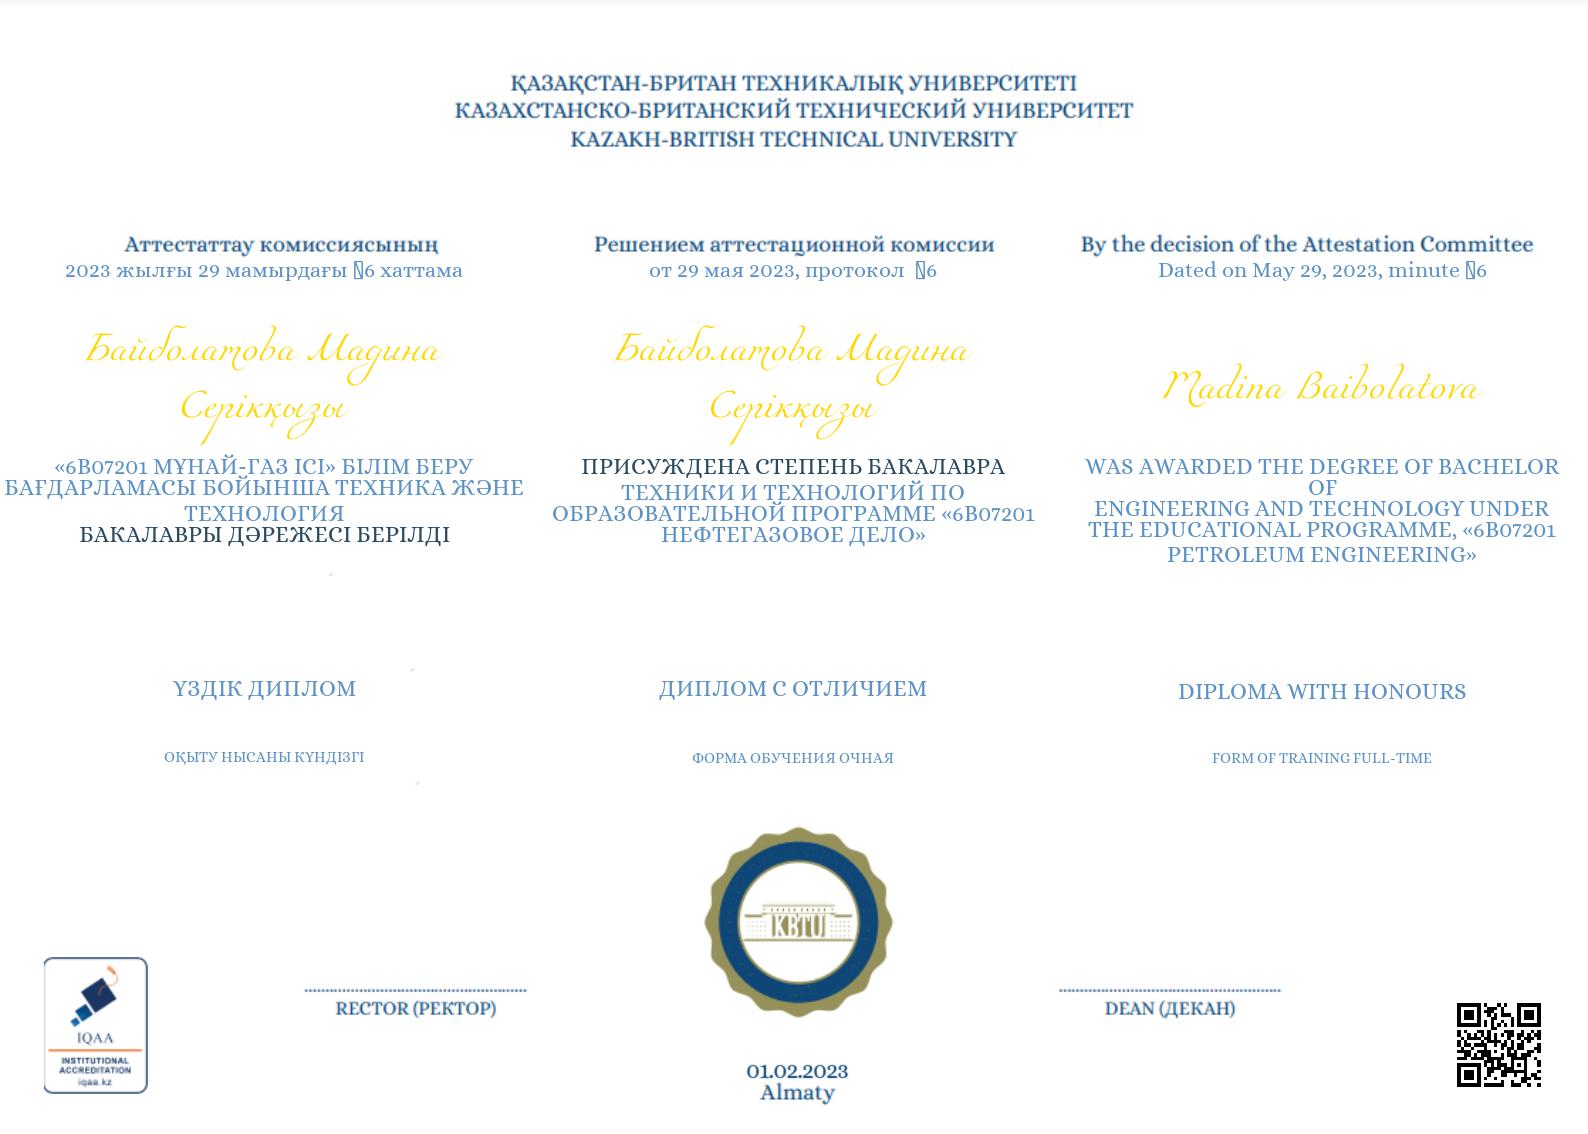 ҚАЗАҚСТАН-БРИТАН ТЕХНИКАЛЫҚ УНИВЕРСИТЕТІ
КАЗАХСТАНСКО-БРИТАНСКИЙ ТЕХНИЧЕСКИЙ УНИВЕРСИТЕТ
KAZAKH-BRITISH TECHNICAL UNIVERSITY
Аттестаттау комиссиясының
2023 жылғы 29 мамырдағы 6 хаттама
Байболатова Мадина
Серікқызы
«6B07201 МҰНАЙ-ГАЗ ІСІ» БІЛІМ БЕРУ
БАҒДАРЛАМАСЫ БОЙЫНША ТЕХНИКА ЖӘНЕ
ТЕХНОЛОГИЯ
БАКАЛАВРЫ ДӘРЕЖЕСІ БЕРІЛДІ
ҮЗДІК ДИПЛОМ
ОҚЫТУ НЫСАНЫ КҮНДІЗГІ
Решением аттестационной комиссии
от 29 мая 2023, протокол 6
Байболатова Мадина
Серікқызы
ПРИСУЖДЕНА СТЕПЕНЬ БАКАЛАВРА
ТЕХНИКИ И ТЕХНОЛОГИЙ ПО
ОБРАЗОВАТЕЛЬНОЙ ПРОГРАММЕ «6B07201
НЕФТЕГАЗОВОЕ ДЕЛО»
ДИПЛОМ С ОТЛИЧИЕМ
ФОРМА ОБУЧЕНИЯ ОЧНАЯ
By the decision of the Attestation Committee
Dated on May 29, 2023, minute 6
Madina Baibolatova
WAS AWARDED THE DEGREE OF BACHELOR
OF
ENGINEERING AND TECHNOLOGY UNDER
THE EDUCATIONAL PROGRAMME, «6B07201
PETROLEUM ENGINEERING»
DIPLOMA WITH HONOURS
FORM OF TRAINING FULL-TIME
KBTU
IQAA
INSTITUTIONAL
ACCREDITATION
iqaa.kz
RECTOR (РЕКТОР)
DEAN (ДЕКАН)
01.02.2023
Almaty